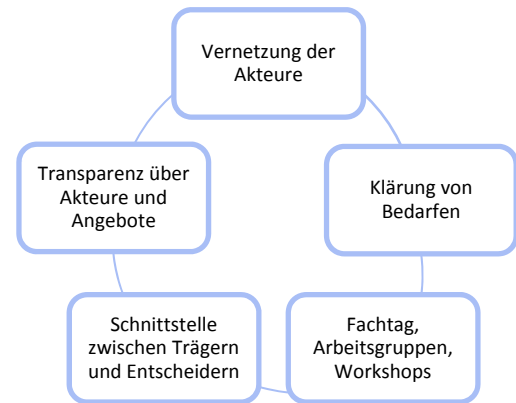 Vernetzung der
Akteure
Transparenz über
Akteure und
Angebote
Klärung von
Bedarfen
Schnittstelle
zwischen Trägern
und Entscheidern
Fachtag,
Arbeitsgruppen,
Workshops